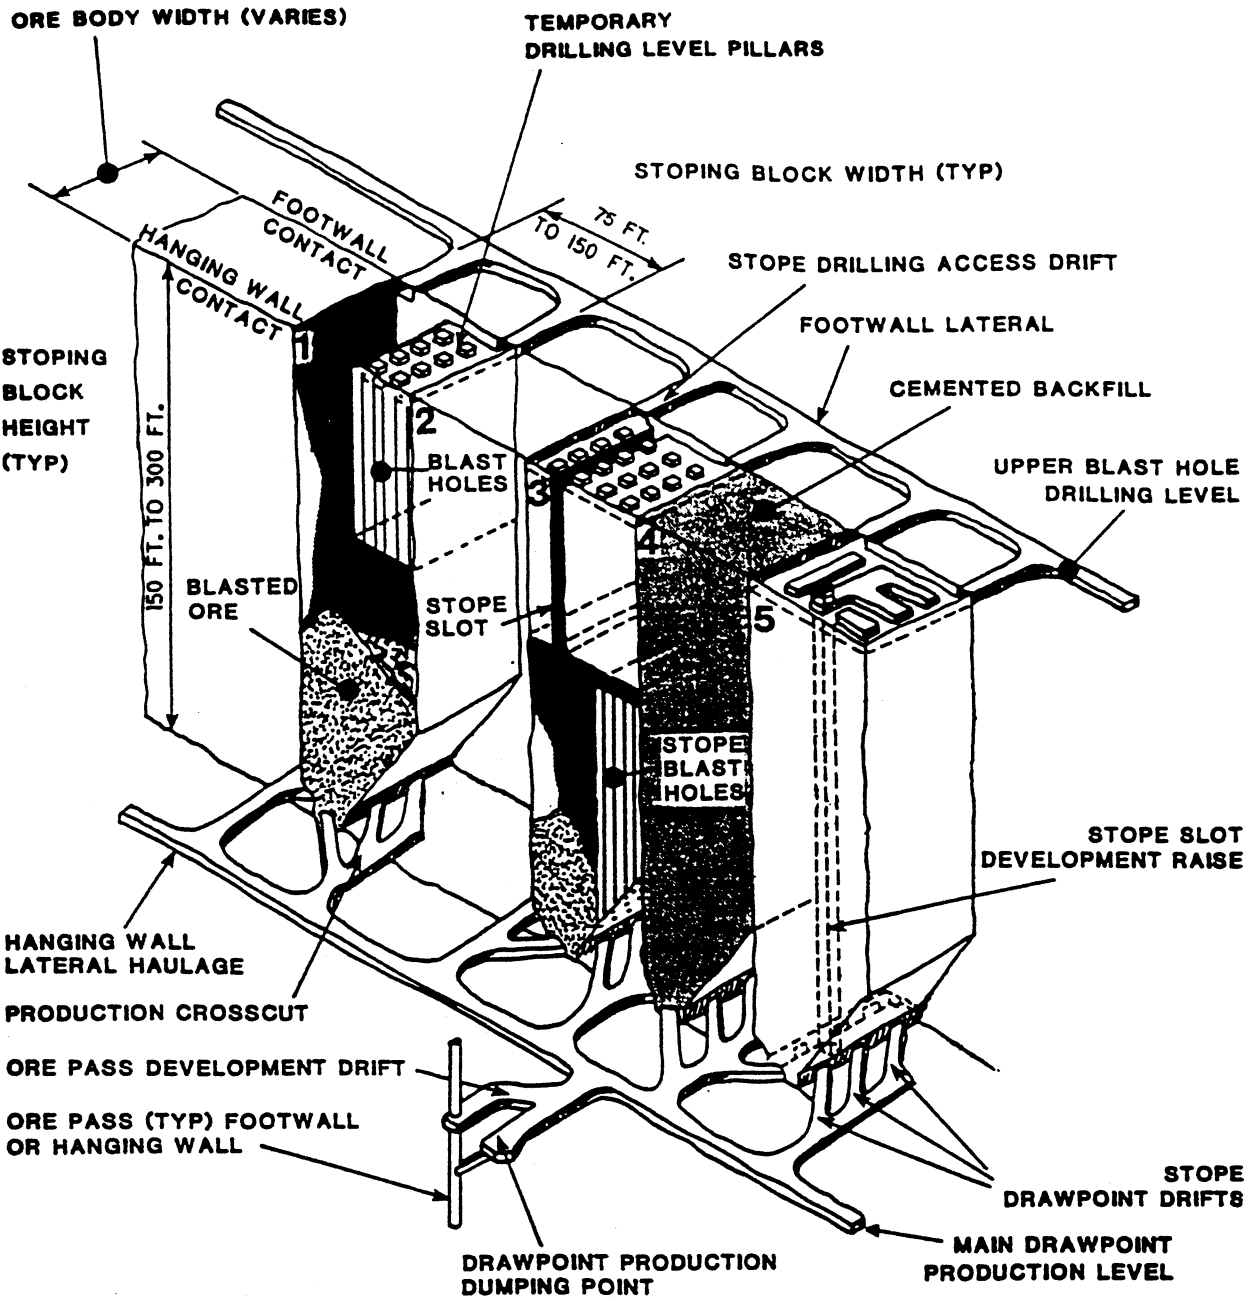 ORE BODY WIDTH (VARIES)
TEMPORARY
DRILLING LEVEL PILLARS
STOPING BLOCK WIDTH (TYP)
75 FT.
TO 150 FT.
FOOTWALL
CONTACT
HANGING WALL
CONTACT
STOPE DRILLING ACCESS DRIFT
FOOTWALL LATERAL
CEMENTED BACKFILL
UPPER BLAST HOLE
DRILLING LEVEL
STOPING
BLOCK
HEIGHT
(TYP)
150 FT. TO 300 FT.
1
2
3
4
5
BLAST
HOLES
BLASTED
ORE
STOPE
SLOT
STOPE
BLAST
HOLES
STOPE SLOT
DEVELOPMENT RAISE
HANGING WALL
LATERAL HAULAGE
PRODUCTION CROSSCUT
ORE PASS DEVELOPMENT DRIFT
ORE PASS (TYP) FOOTWALL
OR HANGING WALL
STOPE
DRAWPOINT DRIFTS
MAIN DRAWPOINT
PRODUCTION LEVEL
DRAWPOINT PRODUCTION
DUMPING POINT